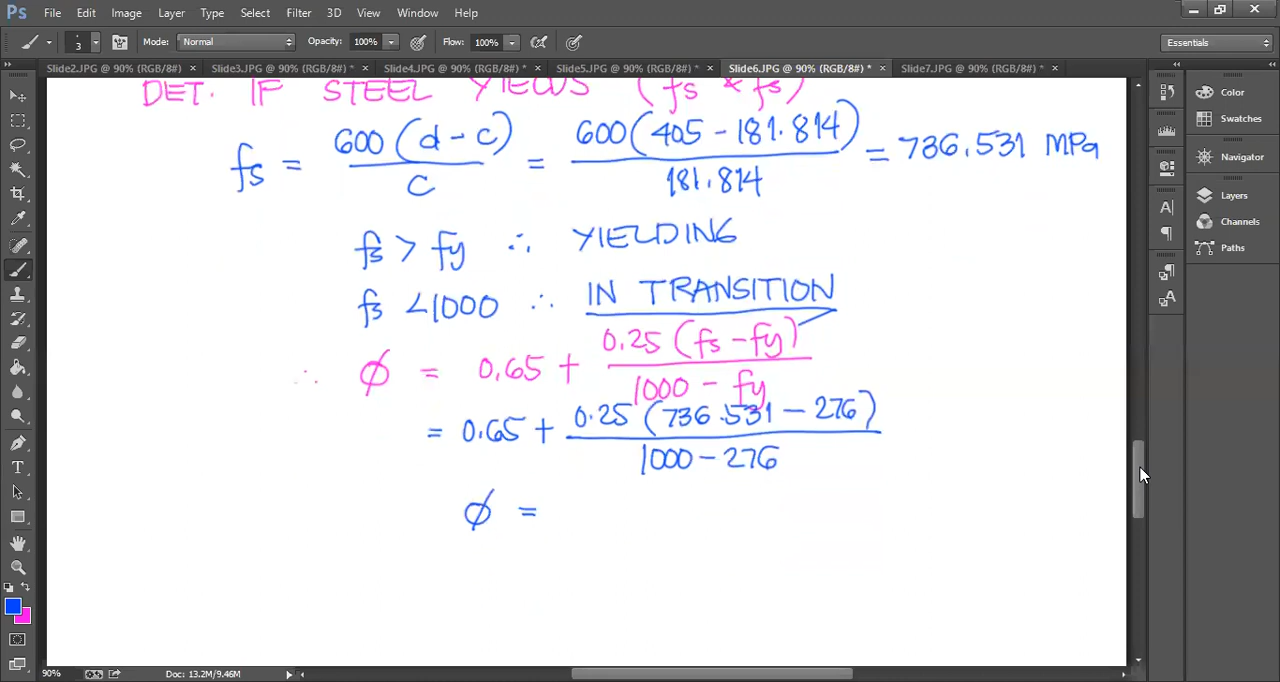 Ps File Edit Image Layer Type Select Filter 3D View Window Help
3 Mode: Normal Opacity: 100% Flow: 100% Essentials
Slide2.JPG @ 90% (RGB/8#) × Slide3.JPG @ 90% (RGB/8#) * × Slide4.JPG @ 90% (RGB/8#) * × Slide5.JPG @ 90% (RGB/8#) * × Slide6.JPG @ 90% (RGB/8#) * × Slide7.JPG @ 90% (RGB/8#) * ×
DET. IF STEEL YIELDS (fs & fs)
fs = 600 (d - c) / c = 600 (405 - 181.814) / 181.814 = 736.531 MPa
fs > fy ∴ YIELDING
fs < 1000 ∴ IN TRANSITION
∴ ϕ = 0.65 + 0.25 (fs - fy) / 1000 - fy
= 0.65 + 0.25 (736.531 - 276) / 1000 - 276
ϕ =
Color
Swatches
Navigator
Layers
Channels
Paths
90% Doc: 13.2M/9.46M